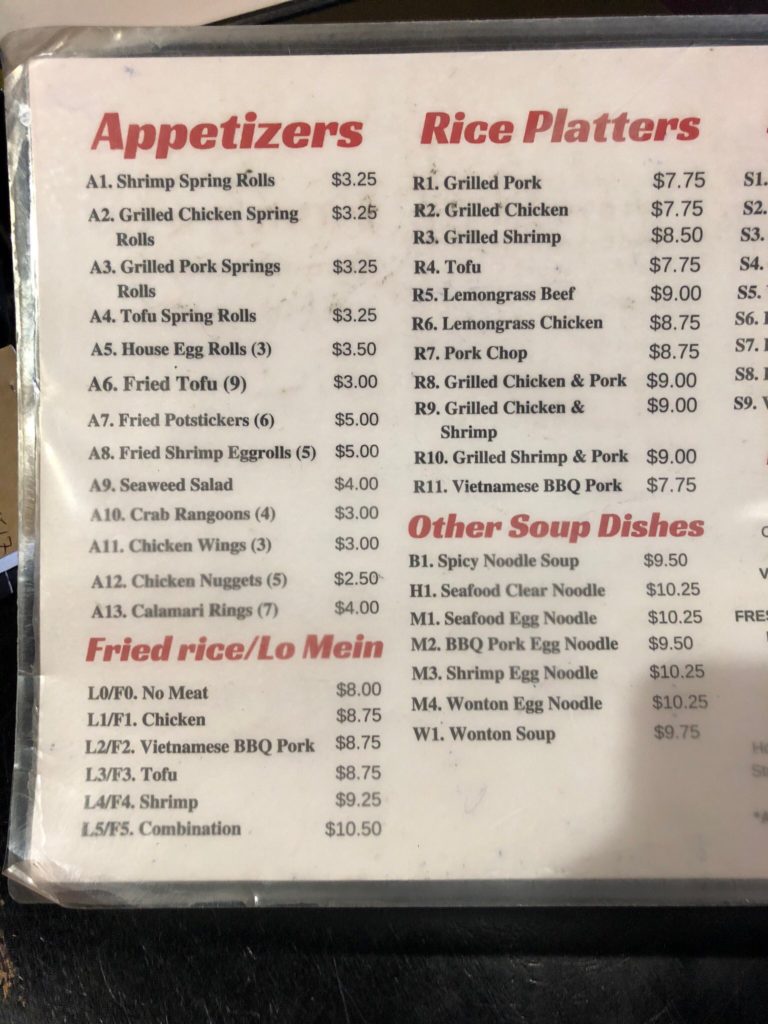 Appetizers
A1. Shrimp Spring Rolls $3.25
A2. Grilled Chicken Spring $3.25
Rolls
A3. Grilled Pork Springs $3.25
Rolls
A4. Tofu Spring Rolls $3.25
A5. House Egg Rolls (3) $3.50
A6. Fried Tofu (9) $3.00
A7. Fried Potstickers (6) $5.00
A8. Fried Shrimp Eggrolls (5) $5.00
A9. Seaweed Salad $4.00
A10. Crab Rangoons (4) $3.00
A11. Chicken Wings (3) $3.00
A12. Chicken Nuggets (5) $2.50
A13. Calamari Rings (7) $4.00
Fried rice/Lo Mein
L0/F0. No Meat $8.00
L1/F1. Chicken $8.75
L2/F2. Vietnamese BBQ Pork $8.75
L3/F3. Tofu $8.75
L4/F4. Shrimp $9.25
L5/F5. Combination $10.50
Rice Platters
R1. Grilled Pork $7.75
R2. Grilled Chicken $7.75
R3. Grilled Shrimp $8.50
R4. Tofu $7.75
R5. Lemongrass Beef $9.00
R6. Lemongrass Chicken $8.75
R7. Pork Chop $8.75
R8. Grilled Chicken & Pork $9.00
R9. Grilled Chicken & $9.00
Shrimp
R10. Grilled Shrimp & Pork $9.00
R11. Vietnamese BBQ Pork $7.75
Other Soup Dishes
B1. Spicy Noodle Soup $9.50
H1. Seafood Clear Noodle $10.25
M1. Seafood Egg Noodle $10.25
M2. BBQ Pork Egg Noodle $9.50
M3. Shrimp Egg Noodle $10.25
M4. Wonton Egg Noodle $10.25
W1. Wonton Soup $9.75
S1.
S2.
S3.
S4.
S5.
S6.
S7.
S8.
S9.